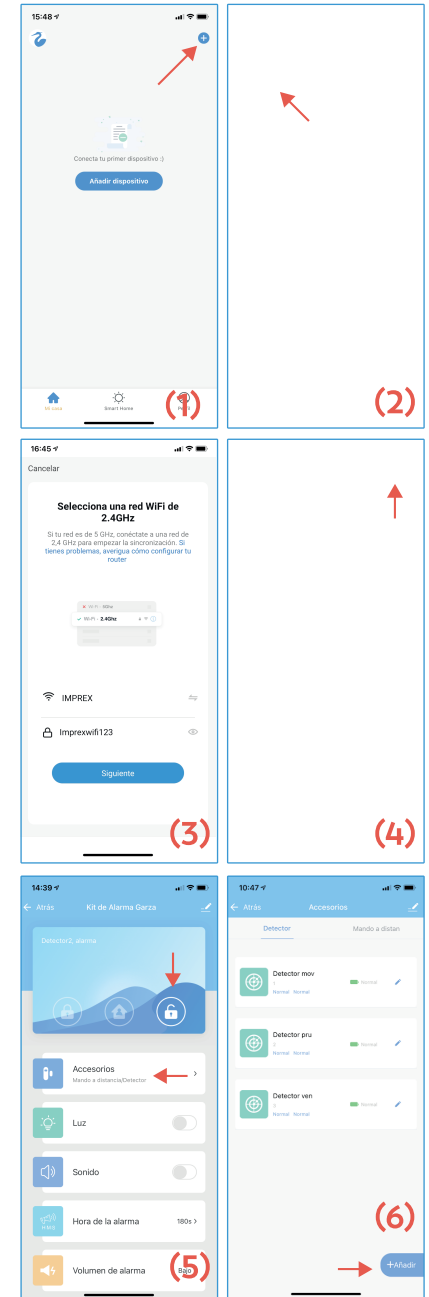 15:48
Conecta tu primer dispositivo :)
Añadir dispositivo
Mi casa
Smart Home
Perfil
(1)
(2)
16:45
Cancelar
Selecciona una red WiFi de
2.4GHz
Si tu red es de 5 GHz, conéctate a una red de
2,4 GHz para empezar la sincronización. Si
tienes problemas, averigua cómo configurar tu
router
Wi-Fi - 5Ghz
Wi-Fi - 2.4Ghz
IMPREX
Imprexwifi123
Siguiente
(3)
(4)
14:39
Atrás
Kit de Alarma Garza
Detector2, alarma
Accesorios
Mando a distancia/Detector
Luz
Sonido
Hora de la alarma
180s
Volumen de alarma
Bajo
(5)
10:47
Atrás
Accesorios
Detector
Mando a distan
Detector mov
1
Normal Normal
Normal
Detector pru
2
Normal Normal
Normal
Detector ven
3
Normal Normal
Normal
(6)
+Añadir